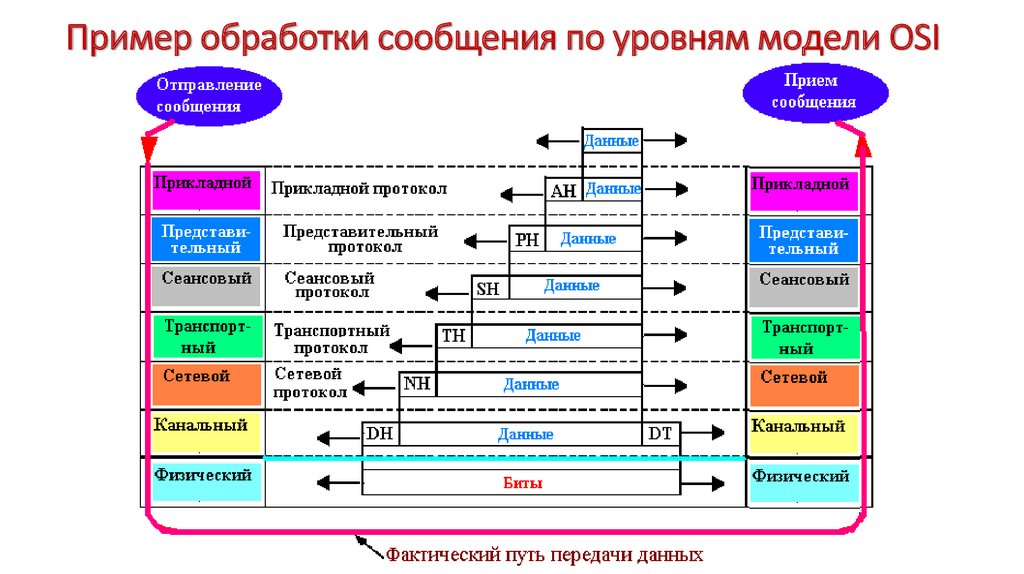 Пример обработки сообщения по уровням модели OSI
Отправление
сообщения
Прием
сообщения
Данные
Прикладной
Прикладной протокол
AH
Данные
Прикладной
Представи-
тельный
Представительный
протокол
PH
Данные
Представи-
тельный
Сеансовый
Сеансовый
протокол
SH
Данные
Сеансовый
Транспорт-
ный
Транспортный
протокол
TH
Данные
Транспорт-
ный
Сетевой
Сетевой
протокол
NH
Данные
Сетевой
Канальный
DH
Данные
DT
Канальный
Физический
Биты
Физический
Фактический путь передачи данных